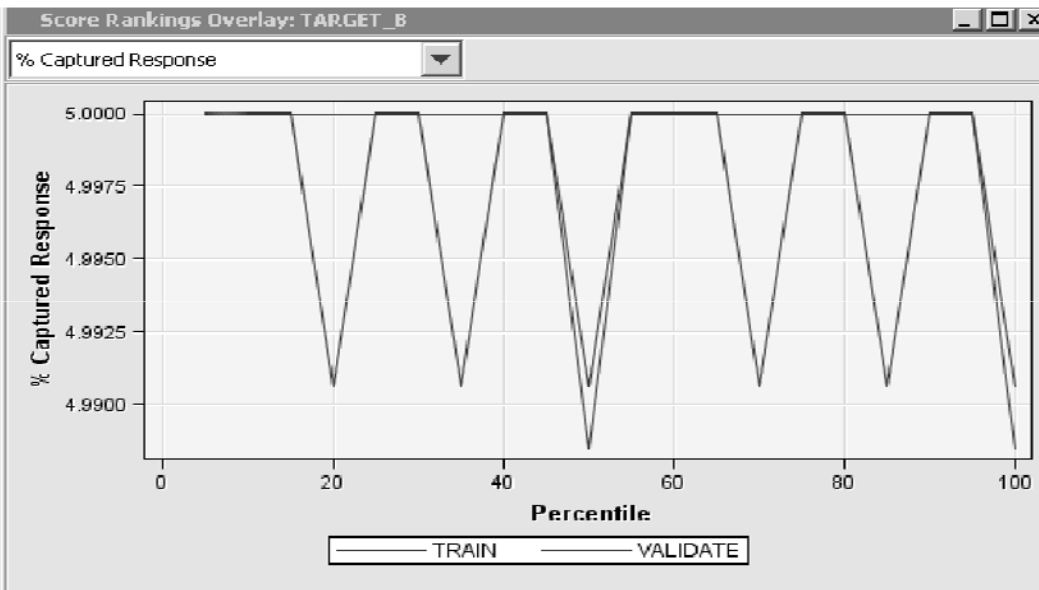 Score Rankings Overlay: TARGET_B
% Captured Response
5.0000
4.9975
4.9950
4.9925
4.9900
% Captured Response
0 20 40 60 80 100
Percentile
TRAIN VALIDATE